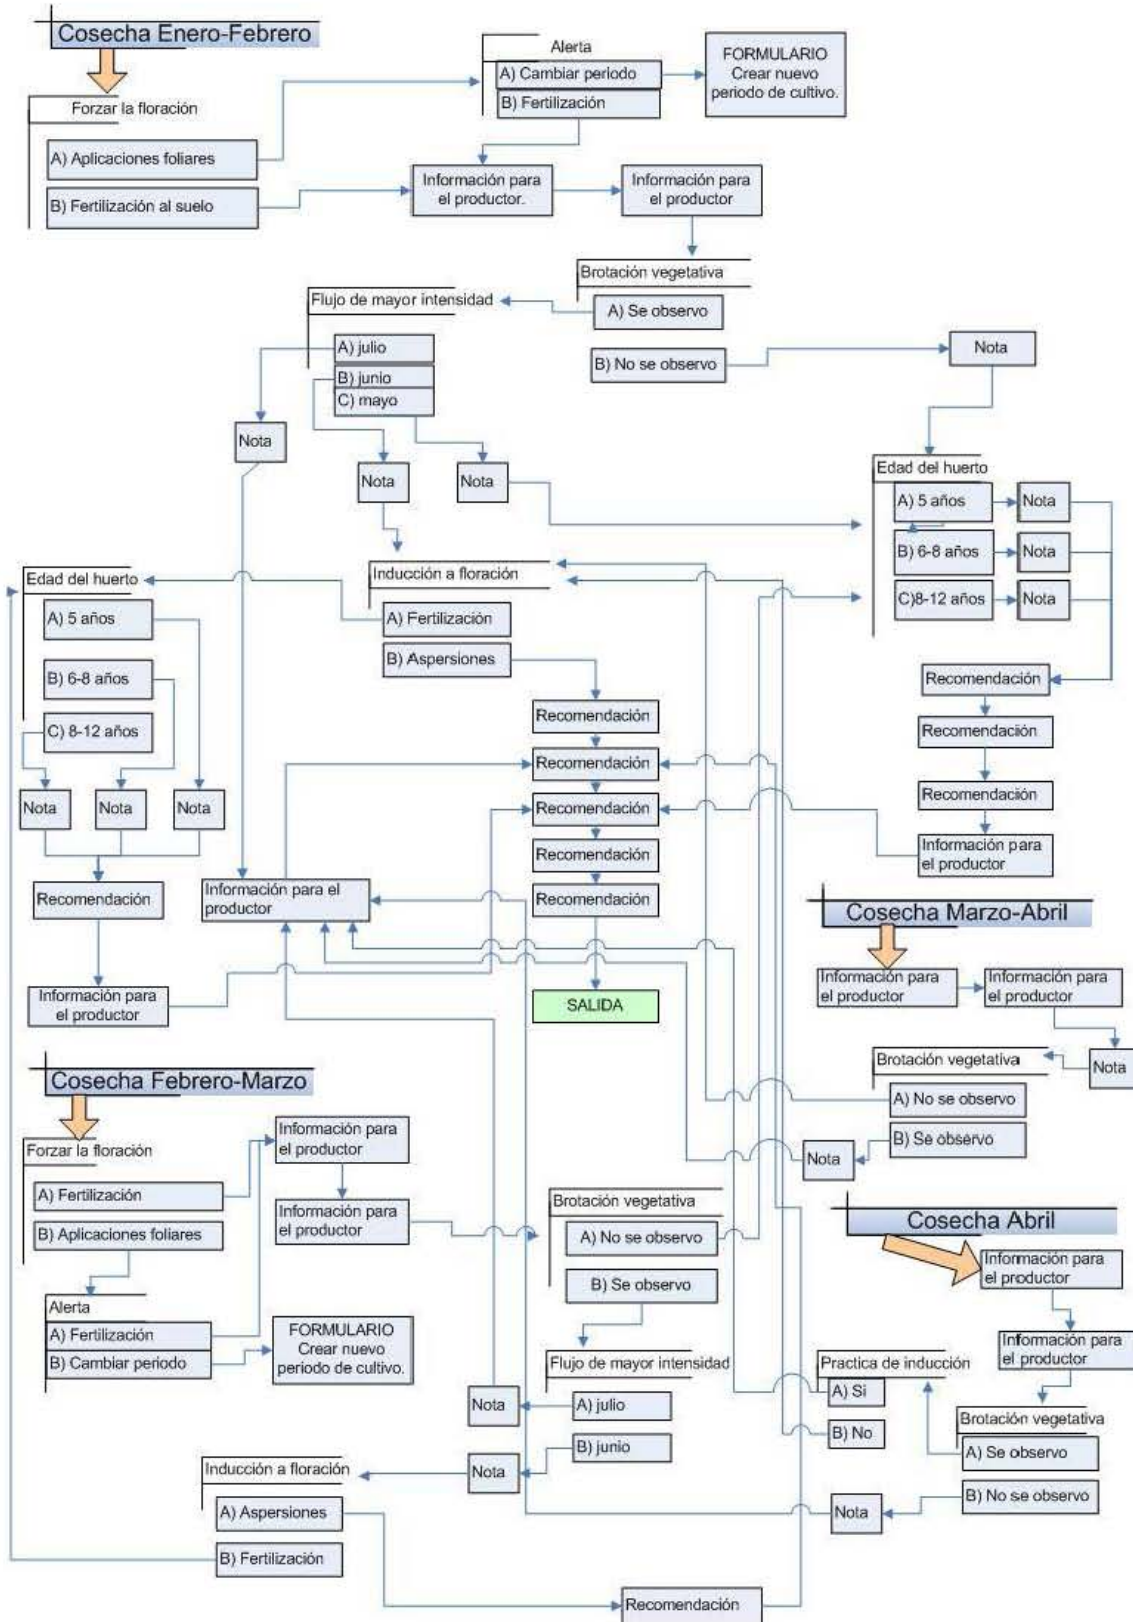 Cosecha Enero-Febrero
Forzar la floración
A) Aplicaciones foliares
B) Fertilización al suelo
Alerta
A) Cambiar periodo
B) Fertilización
FORMULARIO
Crear nuevo
periodo de cultivo.
Información para
el productor.
Información para
el productor
Brotación vegetativa
A) Se observo
B) No se observo
Flujo de mayor intensidad
A) julio
B) junio
C) mayo
Nota
Nota
Nota
Nota
Edad del huerto
A) 5 años
Nota
B) 6-8 años
Nota
C)8-12 años
Nota
Recomendación
Recomendación
Recomendación
Información para
el productor
Inducción a floración
A) Fertilización
B) Aspersiones
Recomendación
Recomendación
Recomendación
Recomendación
Recomendación
SALIDA
Edad del huerto
A) 5 años
B) 6-8 años
C) 8-12 años
Nota
Nota
Nota
Recomendación
Información para
el productor
Información para el
productor
Cosecha Marzo-Abril
Información para
el productor
Información para
el productor
Nota
Brotación vegetativa
A) No se observo
B) Se observo
Nota
Cosecha Febrero-Marzo
Forzar la floración
A) Fertilización
B) Aplicaciones foliares
Alerta
A) Fertilización
B) Cambiar periodo
FORMULARIO
Crear nuevo
periodo de cultivo.
Información para
el productor
Información para
el productor
Brotación vegetativa
A) No se observo
B) Se observo
Flujo de mayor intensidad
A) julio
B) junio
Nota
Nota
Inducción a floración
A) Aspersiones
B) Fertilización
Recomendación
Cosecha Abril
Información para
el productor
Información para
el productor
Brotación vegetativa
A) Se observo
B) No se observo
Practica de inducción
A) Si
B) No
Nota